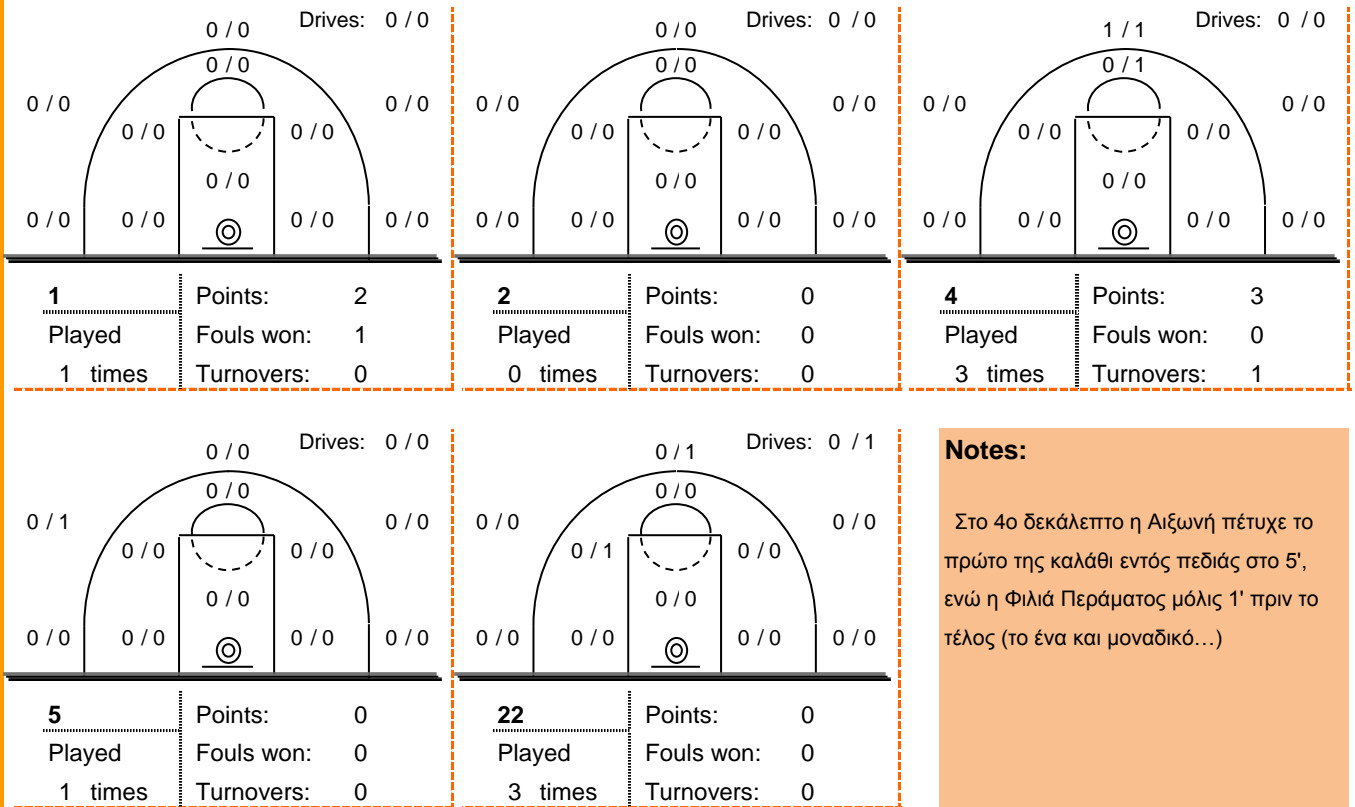 0 / 0 Drives: 0 / 0
0 / 0
0 / 0 0 / 0
0 / 0 0 / 0
0 / 0
0 / 0 0 / 0 0 / 0 0 / 0
1 Points: 2
Played Fouls won: 1
1 times Turnovers: 0
0 / 0 Drives: 0 / 0
0 / 0
0 / 0 0 / 0
0 / 0 0 / 0
0 / 0
0 / 0 0 / 0 0 / 0 0 / 0
2 Points: 0
Played Fouls won: 0
0 times Turnovers: 0
1 / 1 Drives: 0 / 0
0 / 1
0 / 0 0 / 0
0 / 0 0 / 0
0 / 0
0 / 0 0 / 0 0 / 0 0 / 0
4 Points: 3
Played Fouls won: 0
3 times Turnovers: 1
0 / 0 Drives: 0 / 0
0 / 0
0 / 1 0 / 0
0 / 0 0 / 0
0 / 0
0 / 0 0 / 0 0 / 0 0 / 0
5 Points: 0
Played Fouls won: 0
1 times Turnovers: 0
0 / 1 Drives: 0 / 1
0 / 0
0 / 0 0 / 0
0 / 1 0 / 0
0 / 0
0 / 0 0 / 0 0 / 0 0 / 0
22 Points: 0
Played Fouls won: 0
3 times Turnovers: 0
Notes:
Στο 4ο δεκάλεπτο η Αιξωνή πέτυχε το
πρώτο της καλάθι εντός πεδιάς στο 5',
ενώ η Φιλιά Περάματος μόλις 1' πριν το
τέλος (το ένα και μοναδικό…)